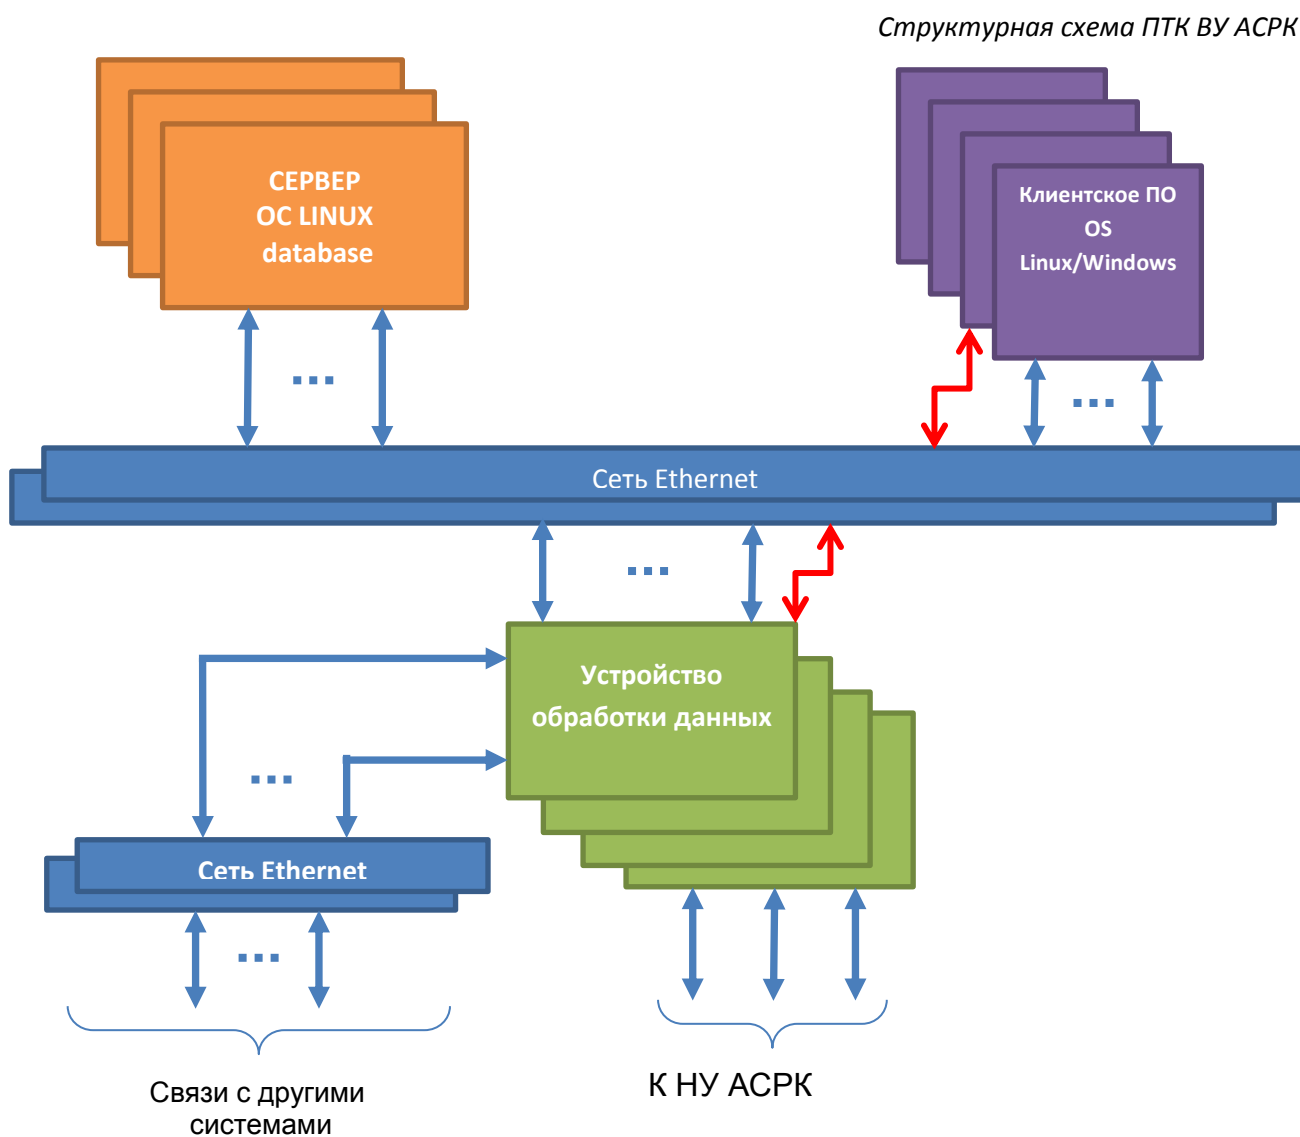 Структурная схема ПТК ВУ АСРК
СЕРВЕР
ОС LINUX
database
Клиентское ПО
OS
Linux/Windows
...
...
Сеть Ethernet
...
Устройство
обработки данных
...
Сеть Ethernet
...
Связи с другими
системами
К НУ АСРК